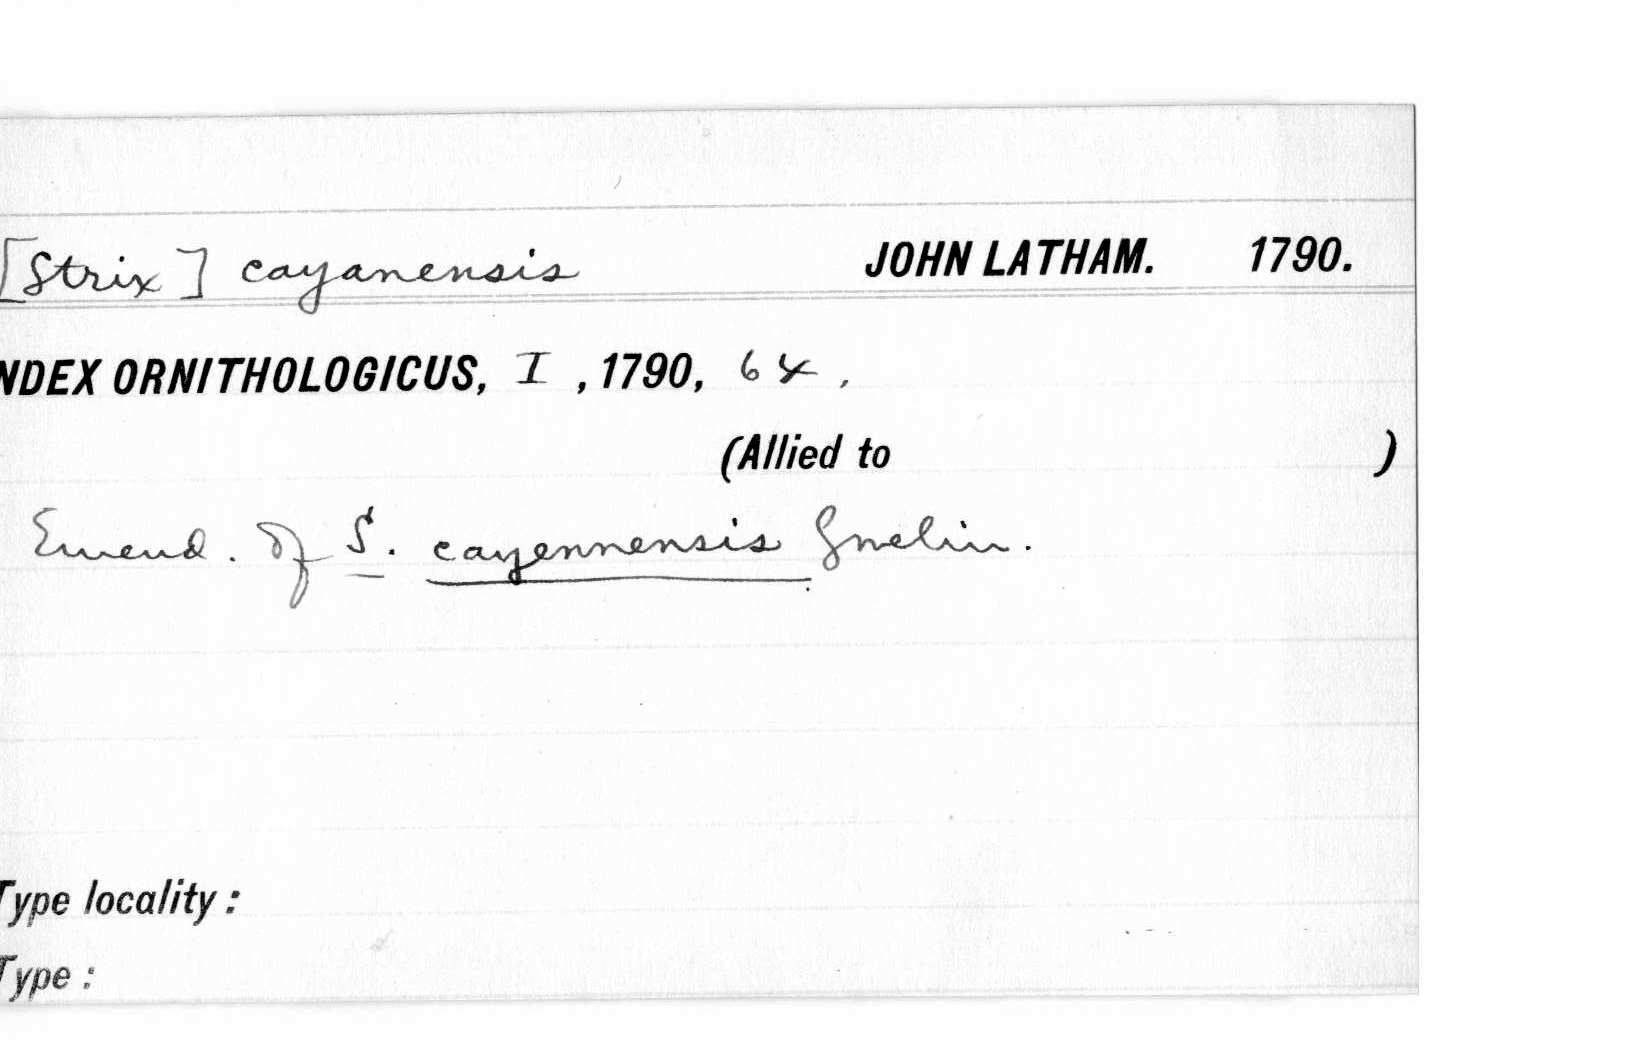 [Strix] cayanensis JOHN LATHAM. 1790.
NDEX ORNITHOLOGICUS, I, 1790, 64.
(Allied to )
Emend. of S. cayennensis Gmelin.
Type locality:
Type: